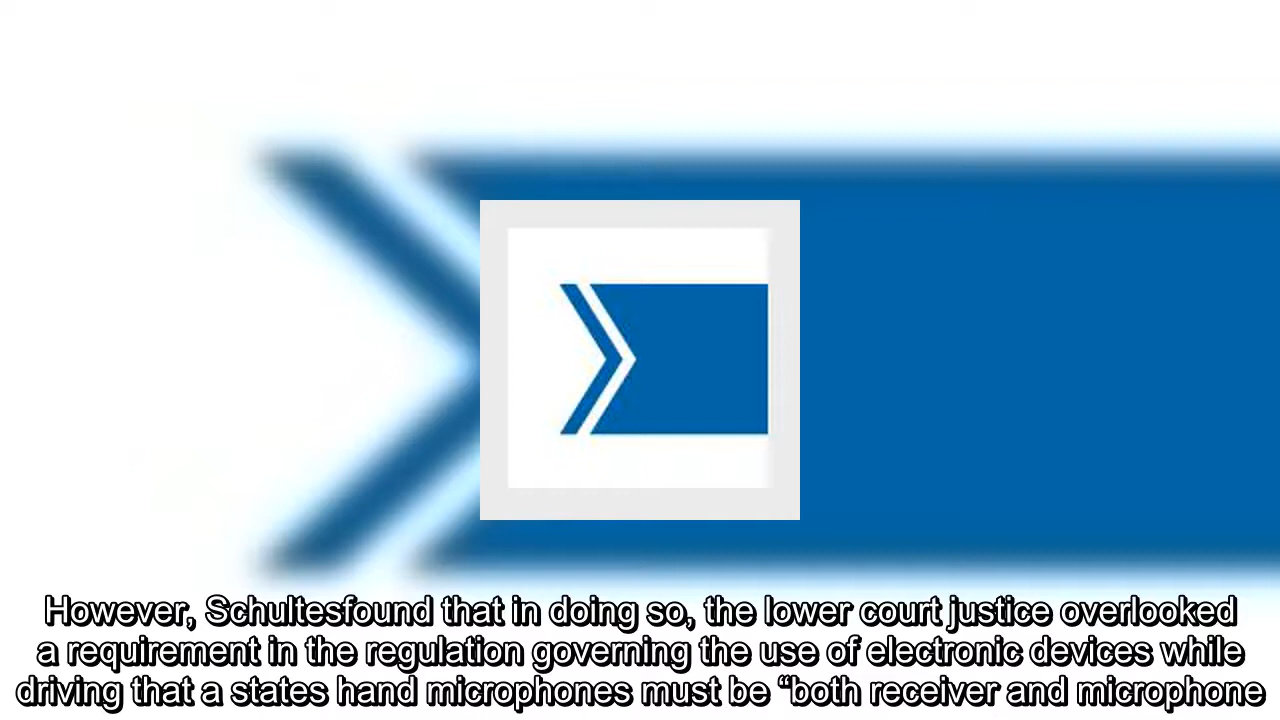 However, Schultesfound that in doing so, the lower court justice overlooked
a requirement in the regulation governing the use of electronic devices while
driving that a states hand microphones must be “both receiver and microphone